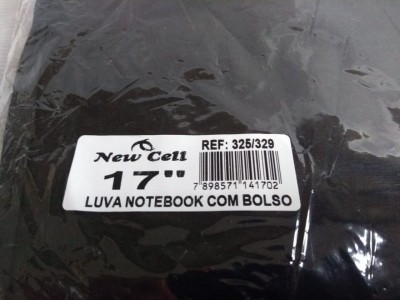 New Cell REF: 325/329
17"
7 898571 141702
LUVA NOTEBOOK COM BOLSO